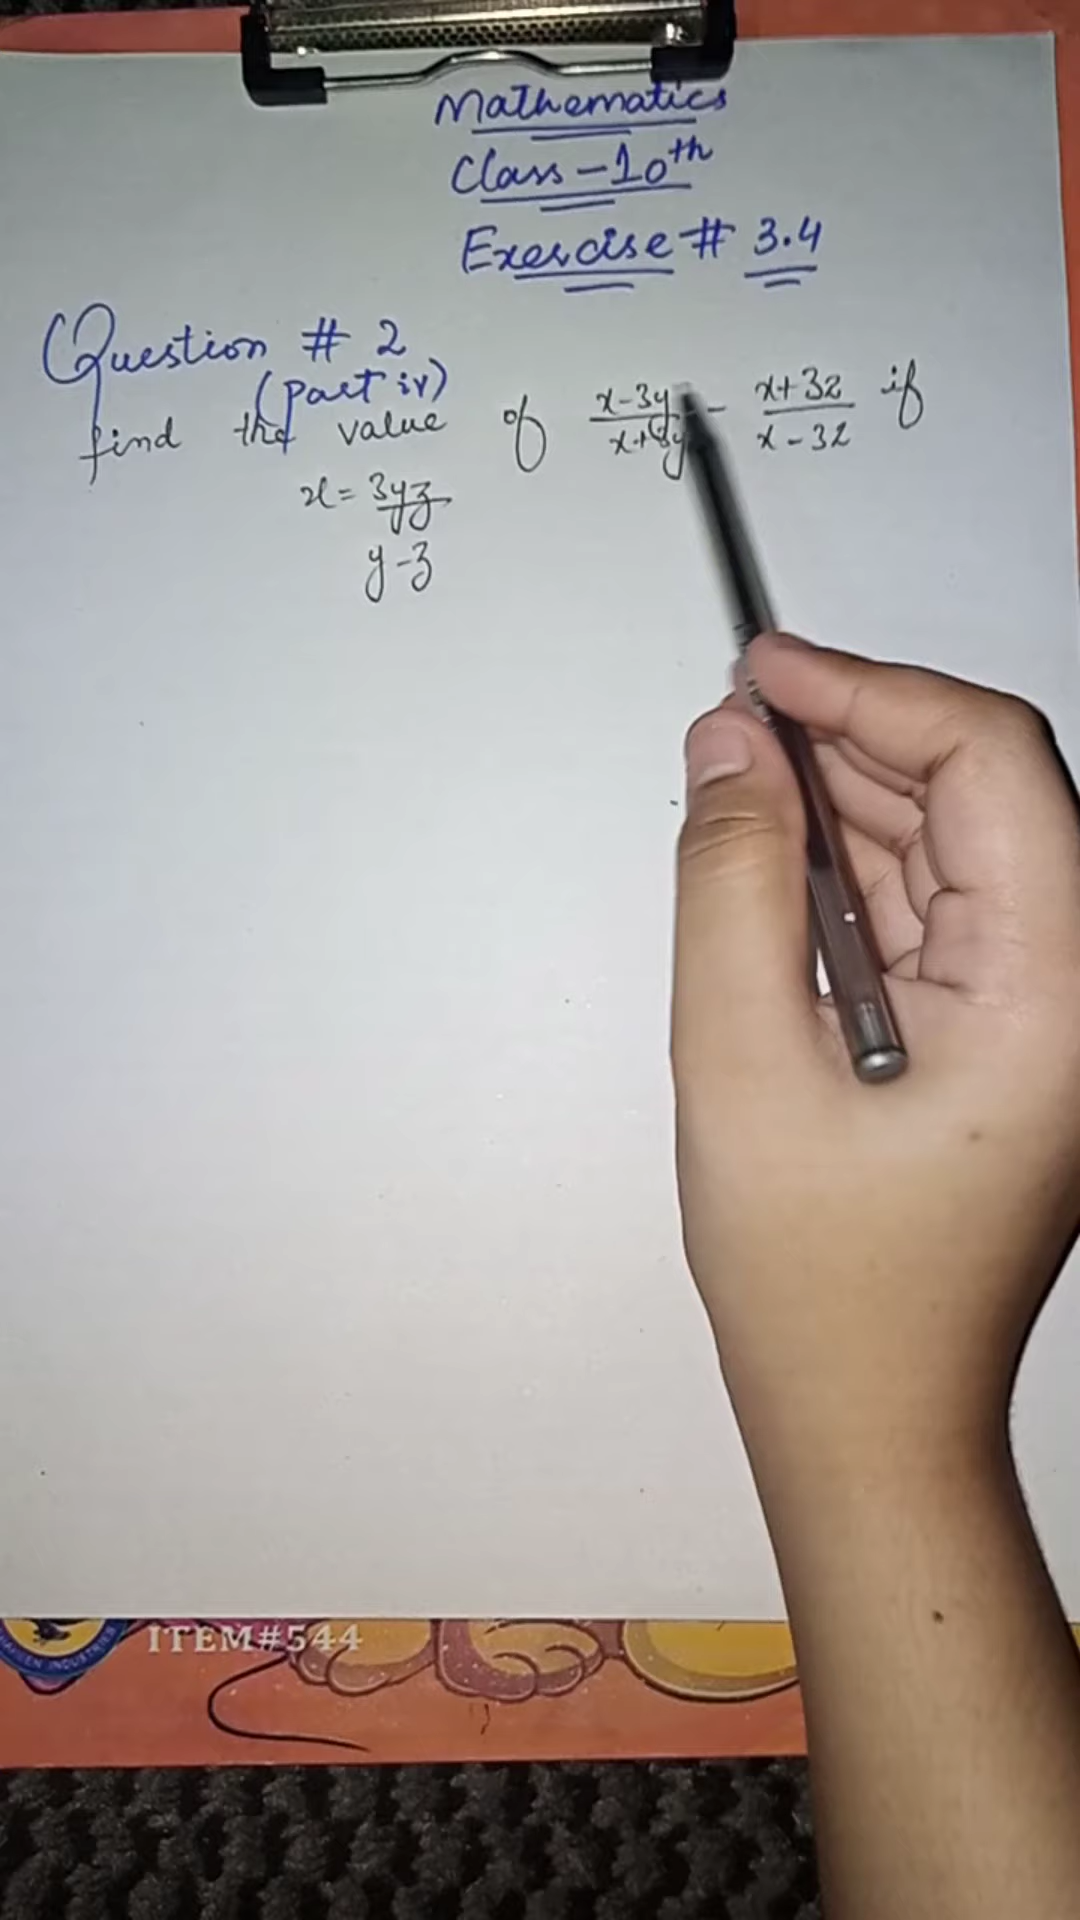 Mathematics
Class - 10th
Exercise # 3.4
Question # 2
(part iv)
find the value of x-3y/x+3y - x+3z/x-3z if
x = 3yz/y-z
ITEM#544